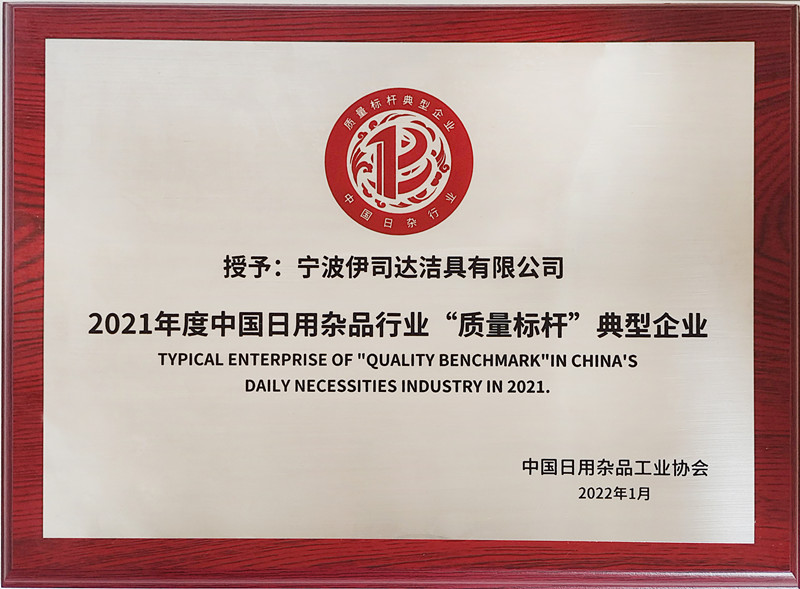 质量标杆典型企业
中国日杂行业
授予：宁波伊司达洁具有限公司
2021年度中国日用杂品行业“质量标杆”典型企业
TYPICAL ENTERPRISE OF "QUALITY BENCHMARK"IN CHINA'S
DAILY NECESSITIES INDUSTRY IN 2021.
中国日用杂品工业协会
2022年1月